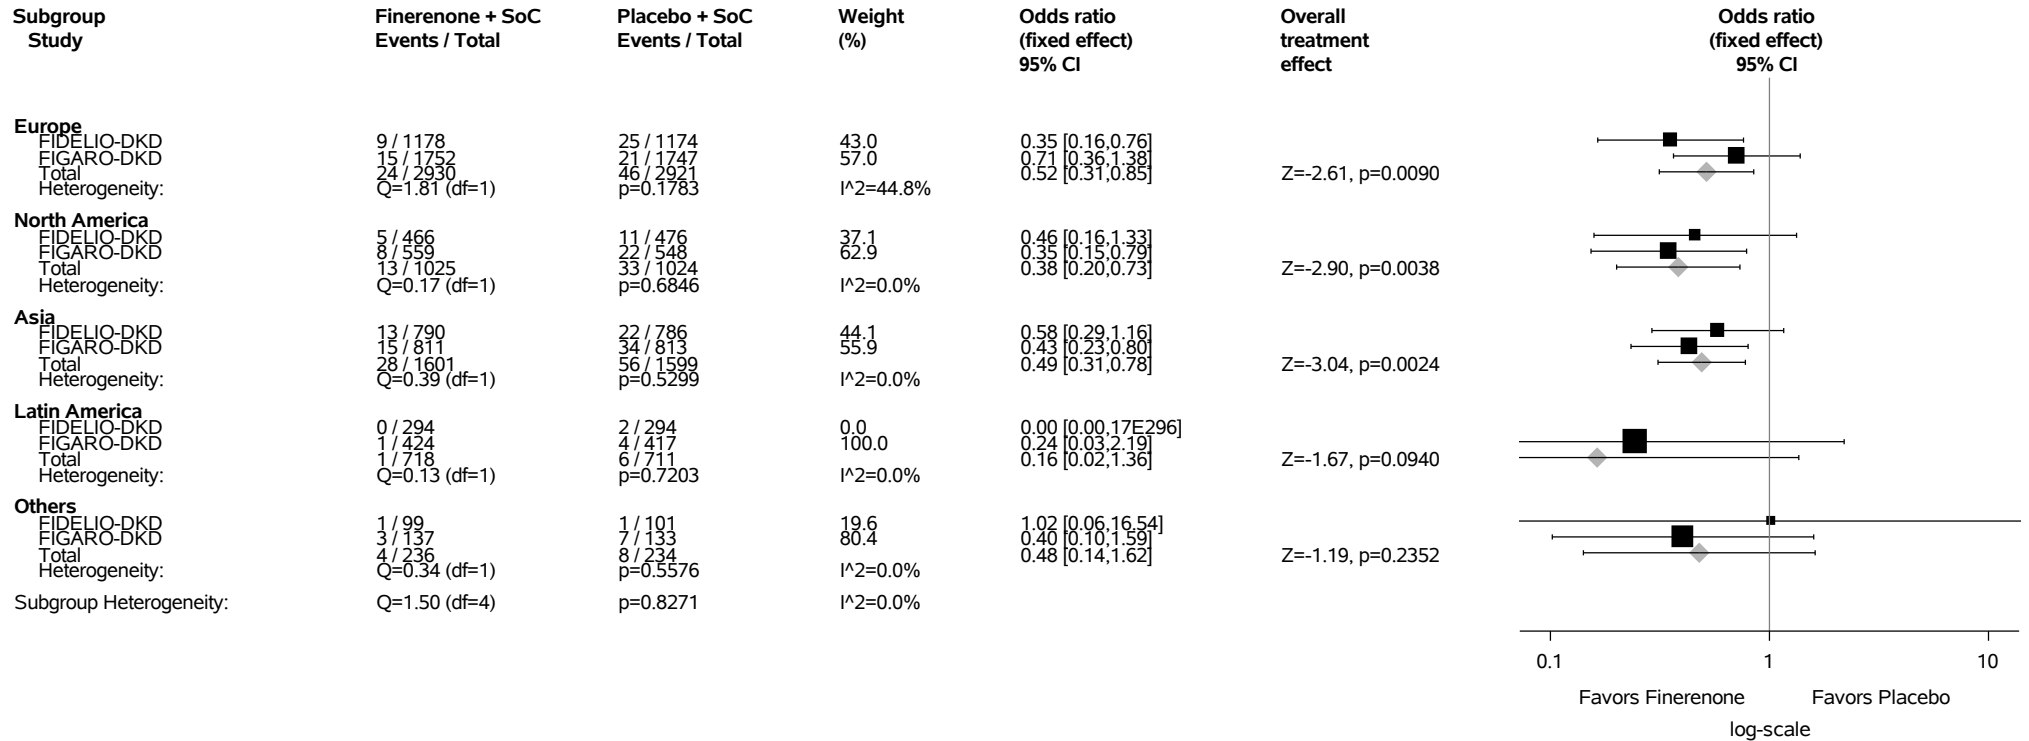 Subgroup Finerenone + SoC Placebo + SoC Weight Odds ratio Overall Odds ratio
Study Events / Total Events / Total (%) (fixed effect) treatment (fixed effect)
95% CI effect 95% CI
Europe
FIDELIO-DKD 9 / 1178 25 / 1174 43.0 0.35 [0.16,0.76]
FIGARO-DKD 15 / 1752 21 / 1747 57.0 0.71 [0.36,1.38]
Total 24 / 2930 46 / 2921 0.52 [0.31,0.85] Z=-2.61, p=0.0090
Heterogeneity: Q=1.81 (df=1) p=0.1783 I^2=44.8%
North America
FIDELIO-DKD 5 / 466 11 / 476 37.1 0.46 [0.16,1.33]
FIGARO-DKD 8 / 559 22 / 548 62.9 0.35 [0.15,0.79]
Total 13 / 1025 33 / 1024 0.38 [0.20,0.73] Z=-2.90, p=0.0038
Heterogeneity: Q=0.17 (df=1) p=0.6846 I^2=0.0%
Asia
FIDELIO-DKD 13 / 790 22 / 786 44.1 0.58 [0.29,1.16]
FIGARO-DKD 15 / 811 34 / 813 55.9 0.43 [0.23,0.80]
Total 28 / 1601 56 / 1599 0.49 [0.31,0.78] Z=-3.04, p=0.0024
Heterogeneity: Q=0.39 (df=1) p=0.5299 I^2=0.0%
Latin America
FIDELIO-DKD 0 / 294 2 / 294 0.0 0.00 [0.00,17E296]
FIGARO-DKD 1 / 424 4 / 417 100.0 0.24 [0.03,2.19]
Total 1 / 718 6 / 711 0.16 [0.02,1.36] Z=-1.67, p=0.0940
Heterogeneity: Q=0.13 (df=1) p=0.7203 I^2=0.0%
Others
FIDELIO-DKD 1 / 99 1 / 101 19.6 1.02 [0.06,16.54]
FIGARO-DKD 3 / 137 7 / 133 80.4 0.40 [0.10,1.59]
Total 4 / 236 8 / 234 0.48 [0.14,1.62] Z=-1.19, p=0.2352
Heterogeneity: Q=0.34 (df=1) p=0.5576 I^2=0.0%
Subgroup Heterogeneity: Q=1.50 (df=4) p=0.8271 I^2=0.0%
0.1 1 10
Favors Finerenone Favors Placebo
log-scale